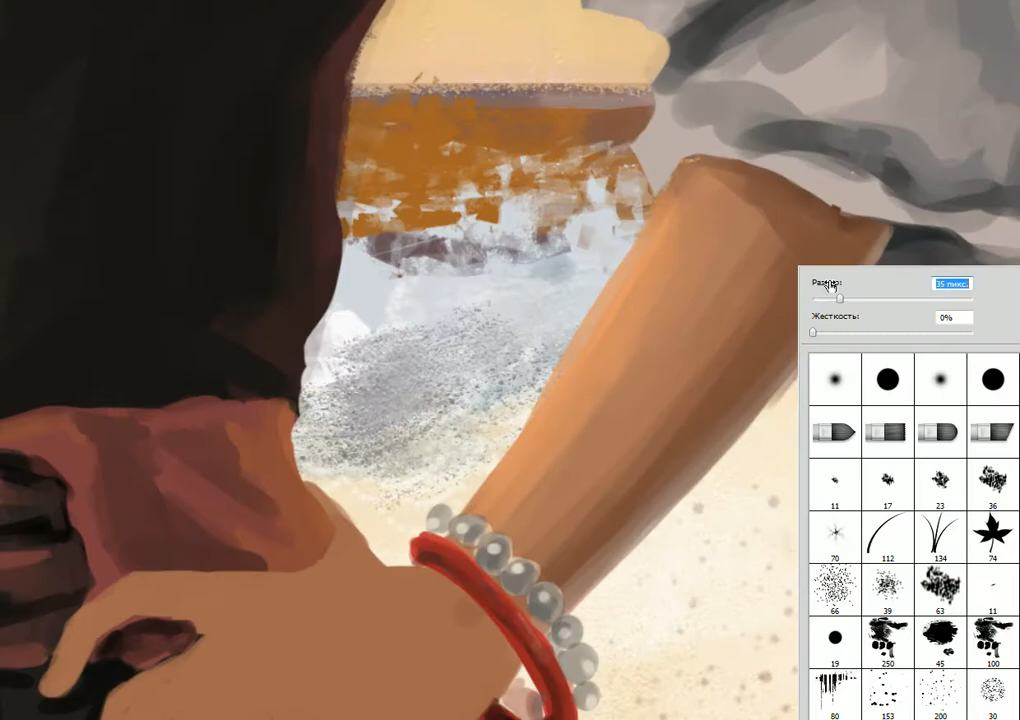 Размер:
35 пикс.
Жесткость:
0%
11 17 23 36
70 112 134 74
66 39 63 11
19 250 45 100
80 153 200 30